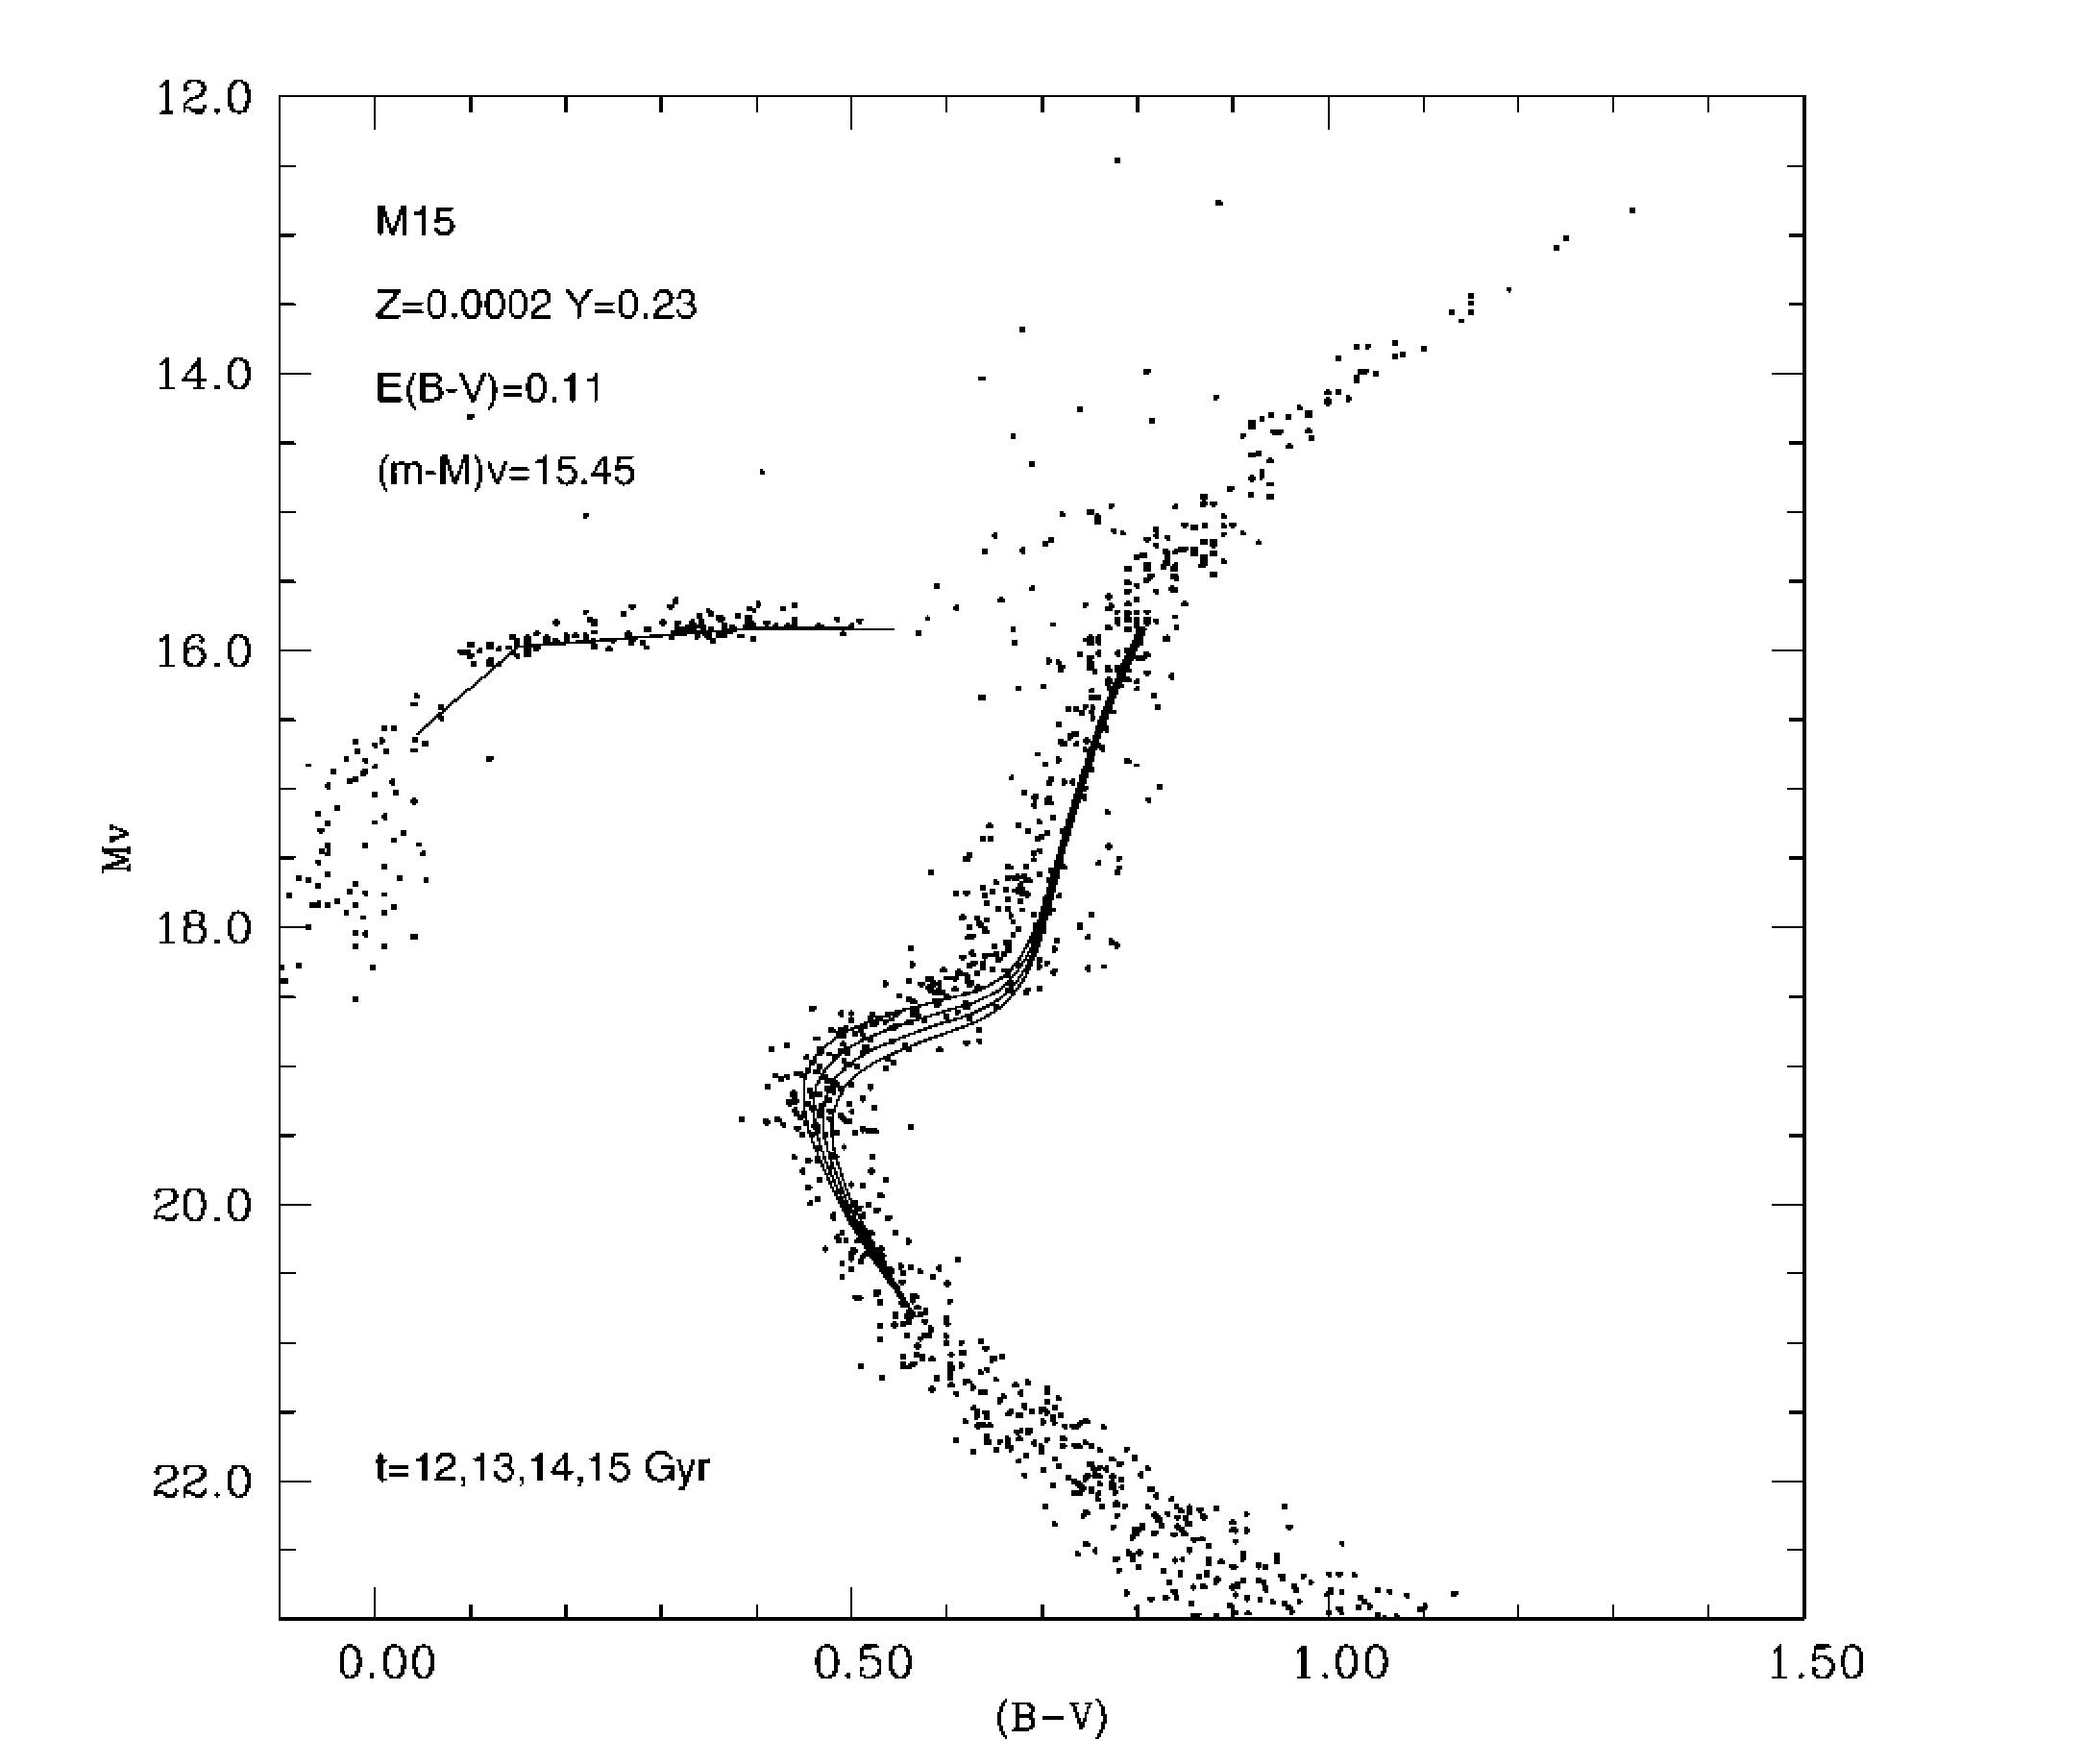 12.0
M15
Z=0.0002 Y=0.23
14.0
E(B-V)=0.11
(m-M)v=15.45
16.0
Mv
18.0
20.0
t=12,13,14,15 Gyr
22.0
0.00 0.50 1.00 1.50
(B-V)